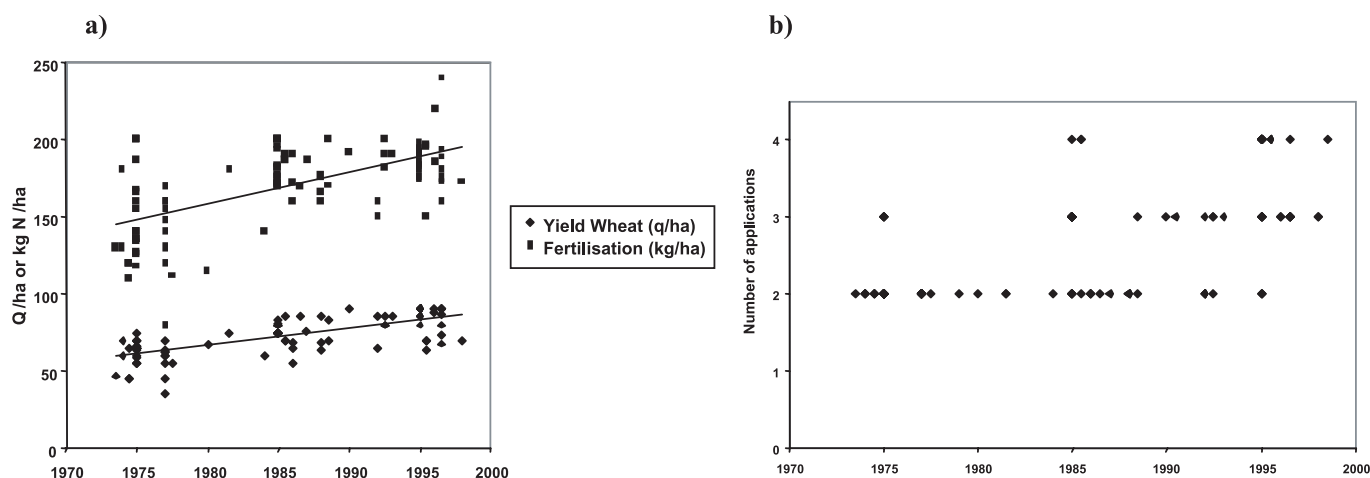 a)
250
200
150
100
50
0
Q/ha or kg N/ha
1970 1975 1980 1985 1990 1995 2000
Yield Wheat (q/ha)
Fertilisation (kg/ha)
b)
4
3
2
1
0
Number of applications
1970 1975 1980 1985 1990 1995 2000